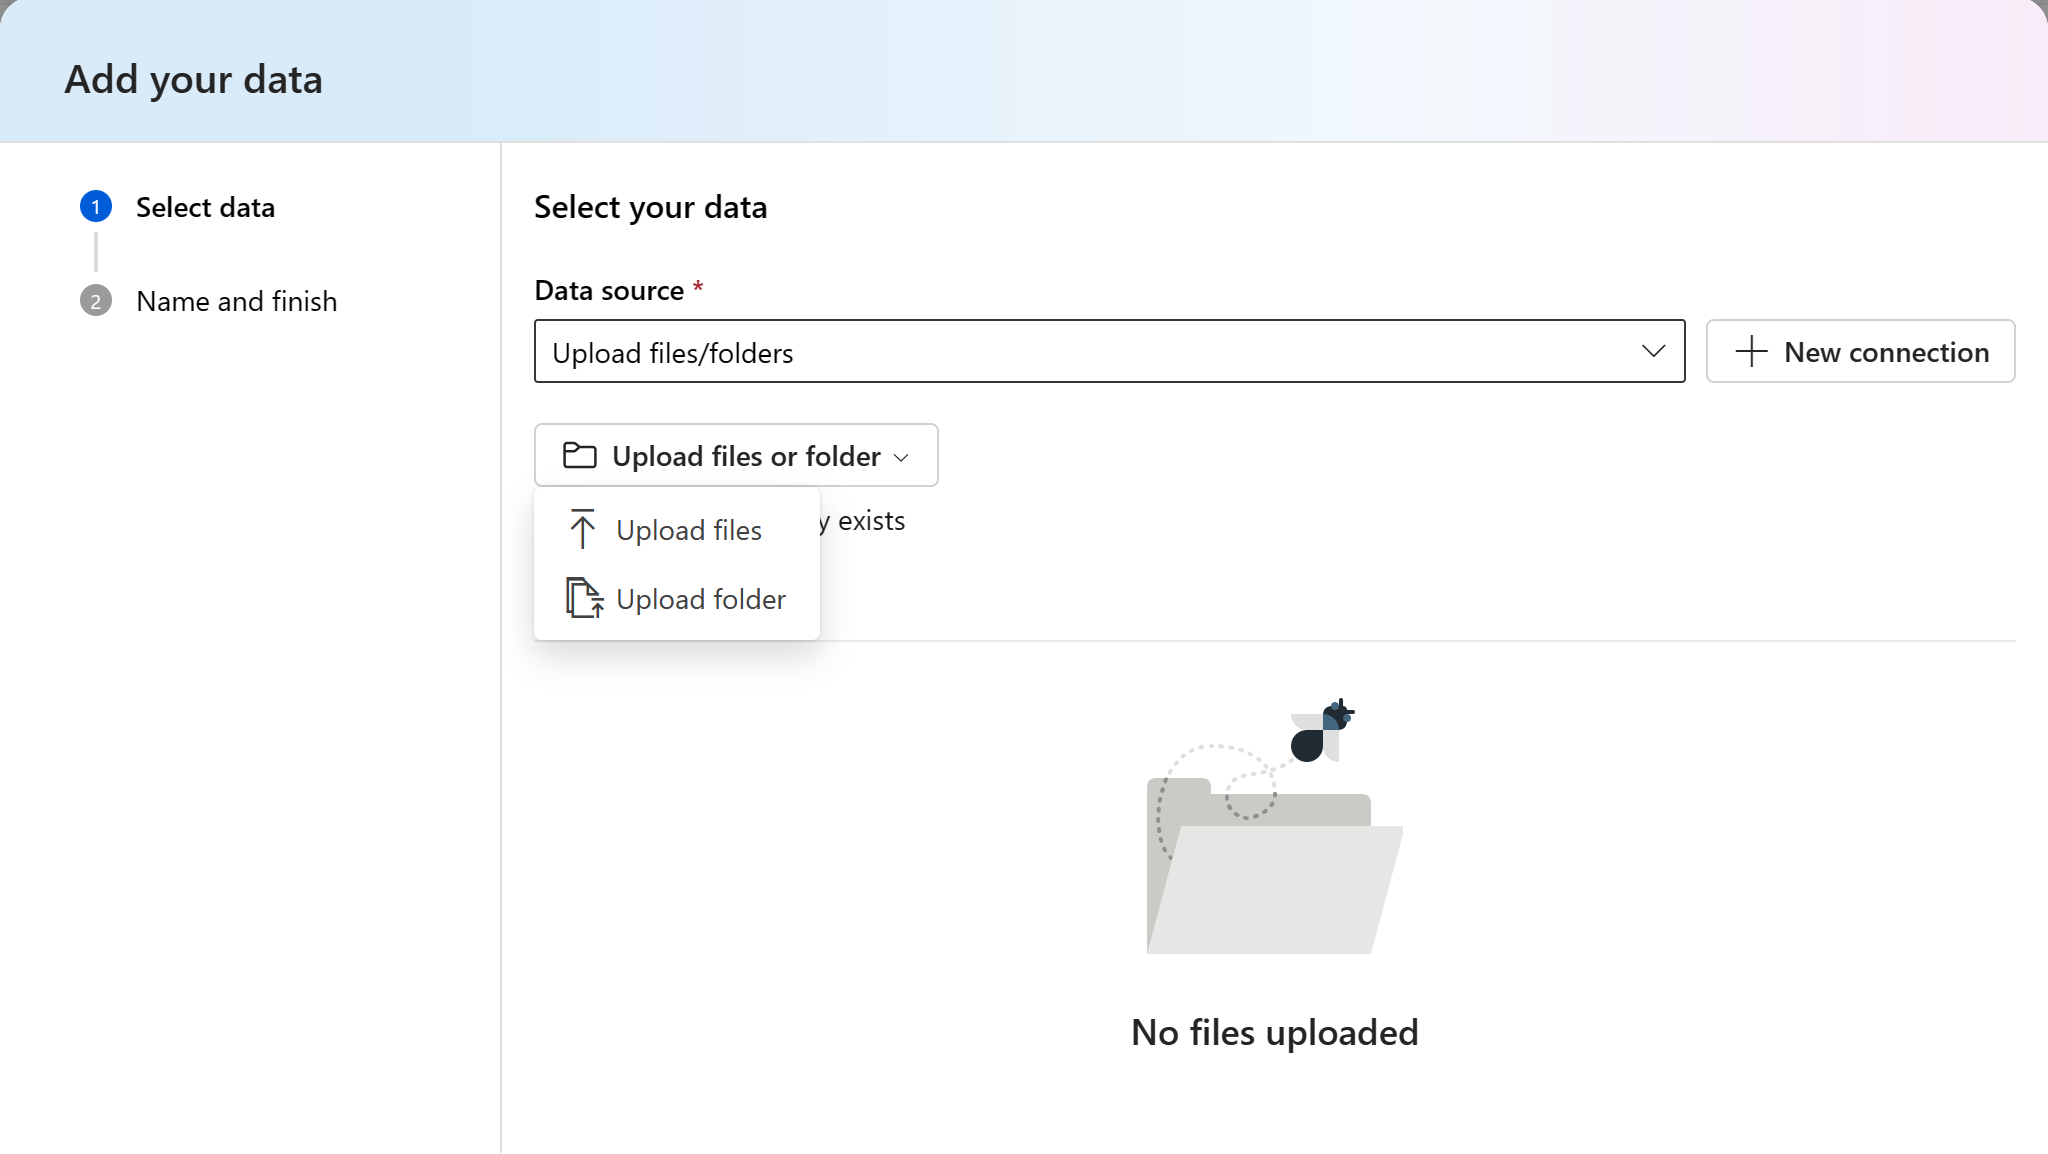 Add your data
1 Select data
2 Name and finish
Select your data
Data source *
Upload files/folders
New connection
Upload files or folder
Upload files
y exists
Upload folder
No files uploaded